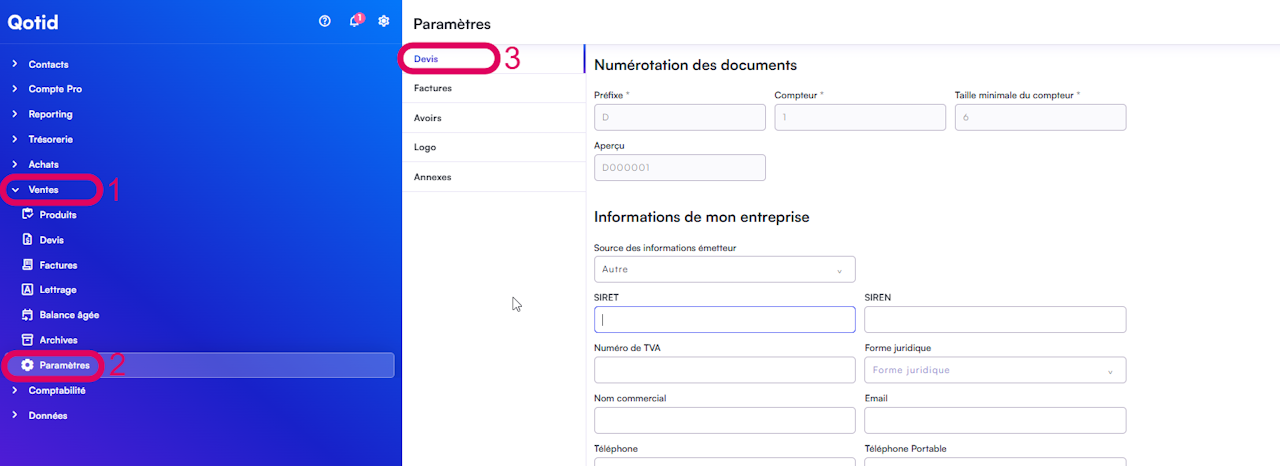 Qotid
1
Contacts
Compte Pro
Reporting
Trésorerie
Achats
Ventes
1
Produits
Devis
Factures
Lettrage
Balance âgée
Archives
Paramètres
2
Comptabilité
Données
Paramètres
Devis
3
Factures
Avoirs
Logo
Annexes
Numérotation des documents
Préfixe * Compteur * Taille minimale du compteur *
D 1 6
Aperçu
D000001
Informations de mon entreprise
Source des informations émetteur
Autre
SIRET SIREN
Numéro de TVA Forme juridique
Forme juridique
Nom commercial Email
Téléphone Téléphone Portable